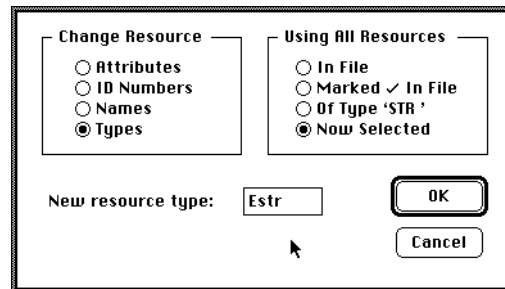 Change Resource
Attributes
ID Numbers
Names
Types
Using All Resources
In File
Marked ✓ In File
Of Type ‘STR ’
Now Selected
New resource type: Estr
OK
Cancel